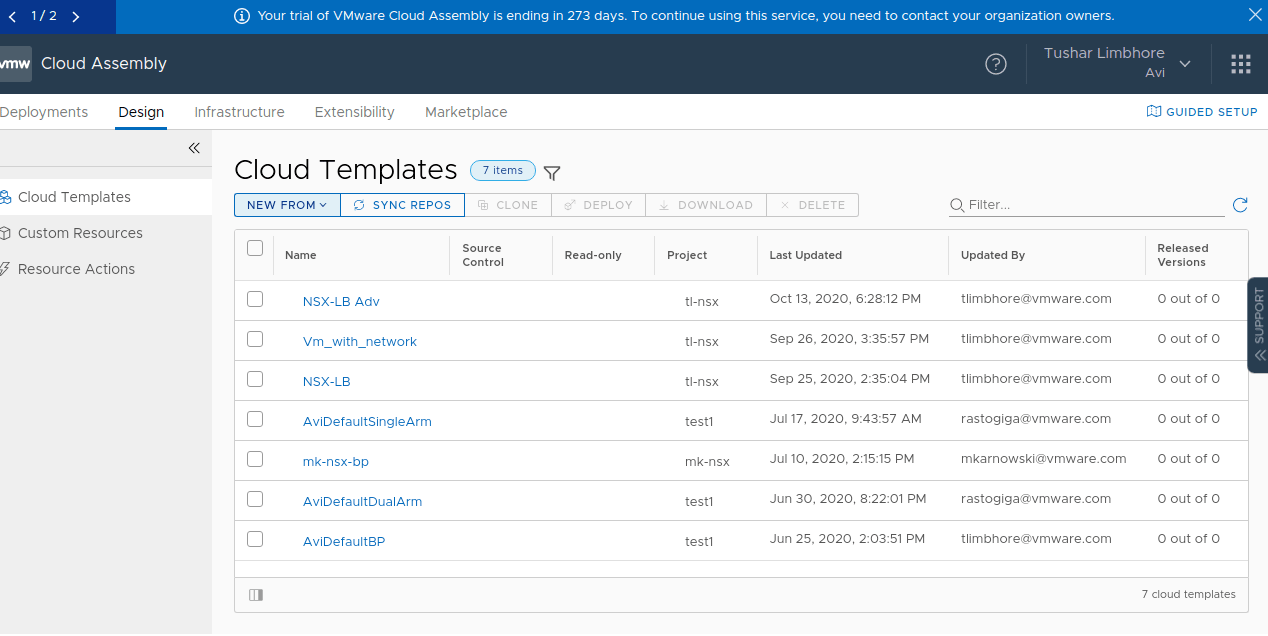 1 / 2
Your trial of VMware Cloud Assembly is ending in 273 days. To continue using this service, you need to contact your organization owners.
vmw Cloud Assembly
Tushar Limbhore
Avi
Deployments Design Infrastructure Extensibility Marketplace GUIDED SETUP
Cloud Templates
Custom Resources
Resource Actions
Cloud Templates 7 items
NEW FROM SYNC REPOS CLONE DEPLOY DOWNLOAD DELETE Filter...
Name Source Control Read-only Project Last Updated Updated By Released Versions
NSX-LB Adv tl-nsx Oct 13, 2020, 6:28:12 PM tlimbhore@vmware.com 0 out of 0
Vm_with_network tl-nsx Sep 26, 2020, 3:35:57 PM tlimbhore@vmware.com 0 out of 0
NSX-LB tl-nsx Sep 25, 2020, 2:35:04 PM tlimbhore@vmware.com 0 out of 0
AviDefaultSingleArm test1 Jul 17, 2020, 9:43:57 AM rastogiga@vmware.com 0 out of 0
mk-nsx-bp mk-nsx Jul 10, 2020, 2:15:15 PM mkarnowski@vmware.com 0 out of 0
AviDefaultDualArm test1 Jun 30, 2020, 8:22:01 PM rastogiga@vmware.com 0 out of 0
AviDefaultBP test1 Jun 25, 2020, 2:03:51 PM tlimbhore@vmware.com 0 out of 0
7 cloud templates
SUPPORT